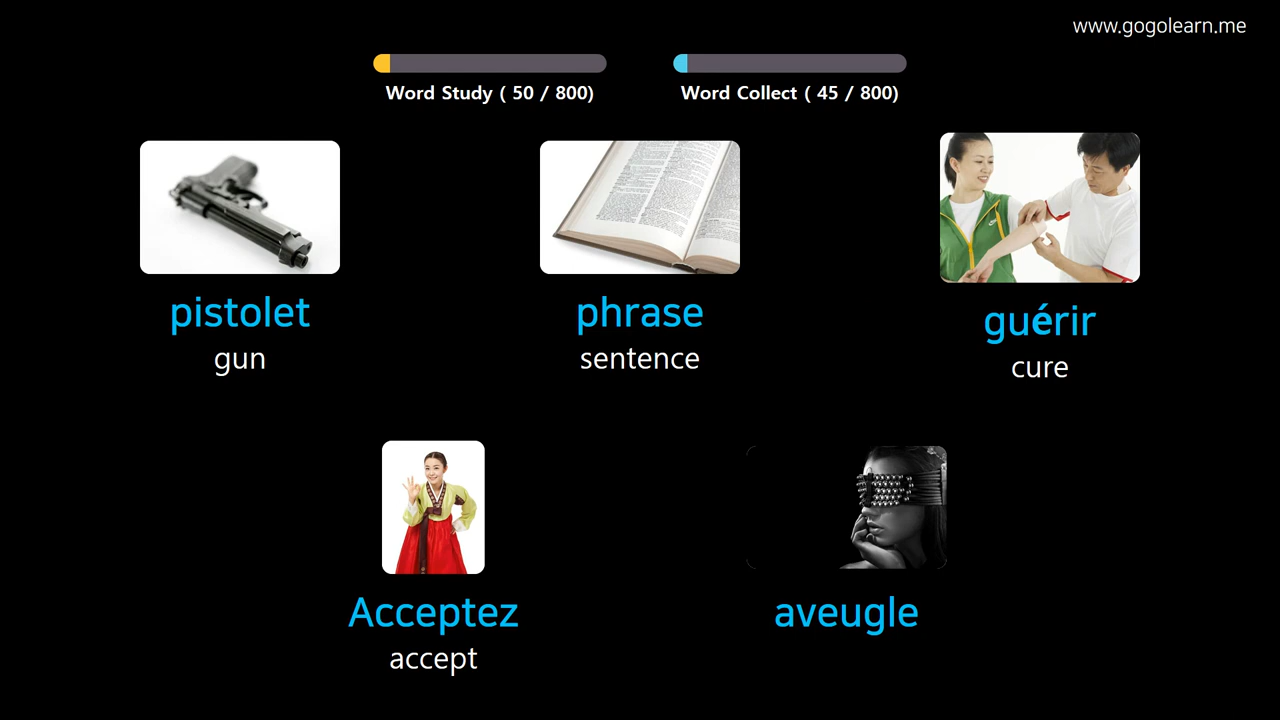 www.gogolearn.me
Word Study ( 50 / 800)
Word Collect ( 45 / 800)
pistolet
gun
phrase
sentence
guérir
cure
Acceptez
accept
aveugle